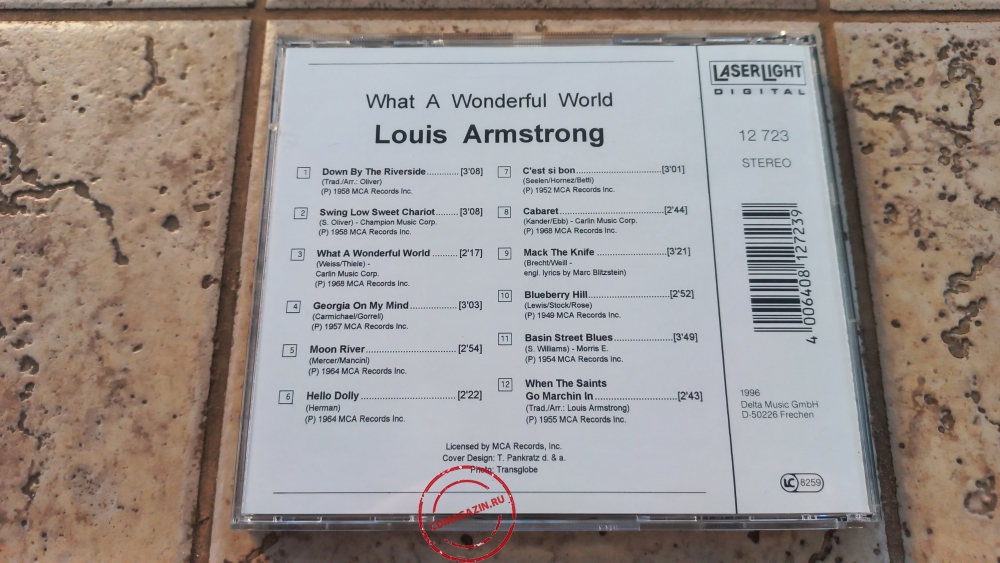 What A Wonderful World
Louis Armstrong
1 Down By The Riverside............[3'08]
(Trad./Arr.: Oliver)
(P) 1958 MCA Records Inc.
2 Swing Low Sweet Chariot........[3'08]
(S. Oliver) - Champion Music Corp.
(P) 1958 MCA Records Inc.
3 What A Wonderful World .........[2'17]
(Weiss/Thiele) -
Carlin Music Corp.
(P) 1968 MCA Records Inc.
4 Georgia On My Mind................[3'03]
(Carmichael/Gorrell)
(P) 1957 MCA Records Inc.
5 Moon River..............................[2'54]
(Mercer/Mancini)
(P) 1964 MCA Records Inc.
6 Hello Dolly................................[2'22]
(Herman)
(P) 1964 MCA Records Inc.
7 C'est si bon.............................[3'01]
(Seelen/Hornez/Betti)
(P) 1952 MCA Records Inc.
8 Cabaret...................................[2'44]
(Kander/Ebb) - Carlin Music Corp.
(P) 1968 MCA Records Inc.
9 Mack The Knife ......................[3'21]
(Brecht/Weill -
engl. lyrics by Marc Blitzstein)
10 Blueberry Hill..........................[2'52]
(Lewis/Stock/Rose)
(P) 1949 MCA Records Inc.
11 Basin Street Blues...................[3'49]
(S. Williams) - Morris E.
(P) 1954 MCA Records Inc.
12 When The Saints
Go Marchin In.........................[2'43]
(Trad./Arr.: Louis Armstrong)
(P) 1955 MCA Records Inc.
Licensed by MCA Records, Inc.
Cover Design: T. Pankratz d. & a.
Photo: Transglobe
LASERLIGHT
DIGITAL
12 723
STEREO
4 006408 127239
1996
Delta Music GmbH
D-50226 Frechen
LC 8259